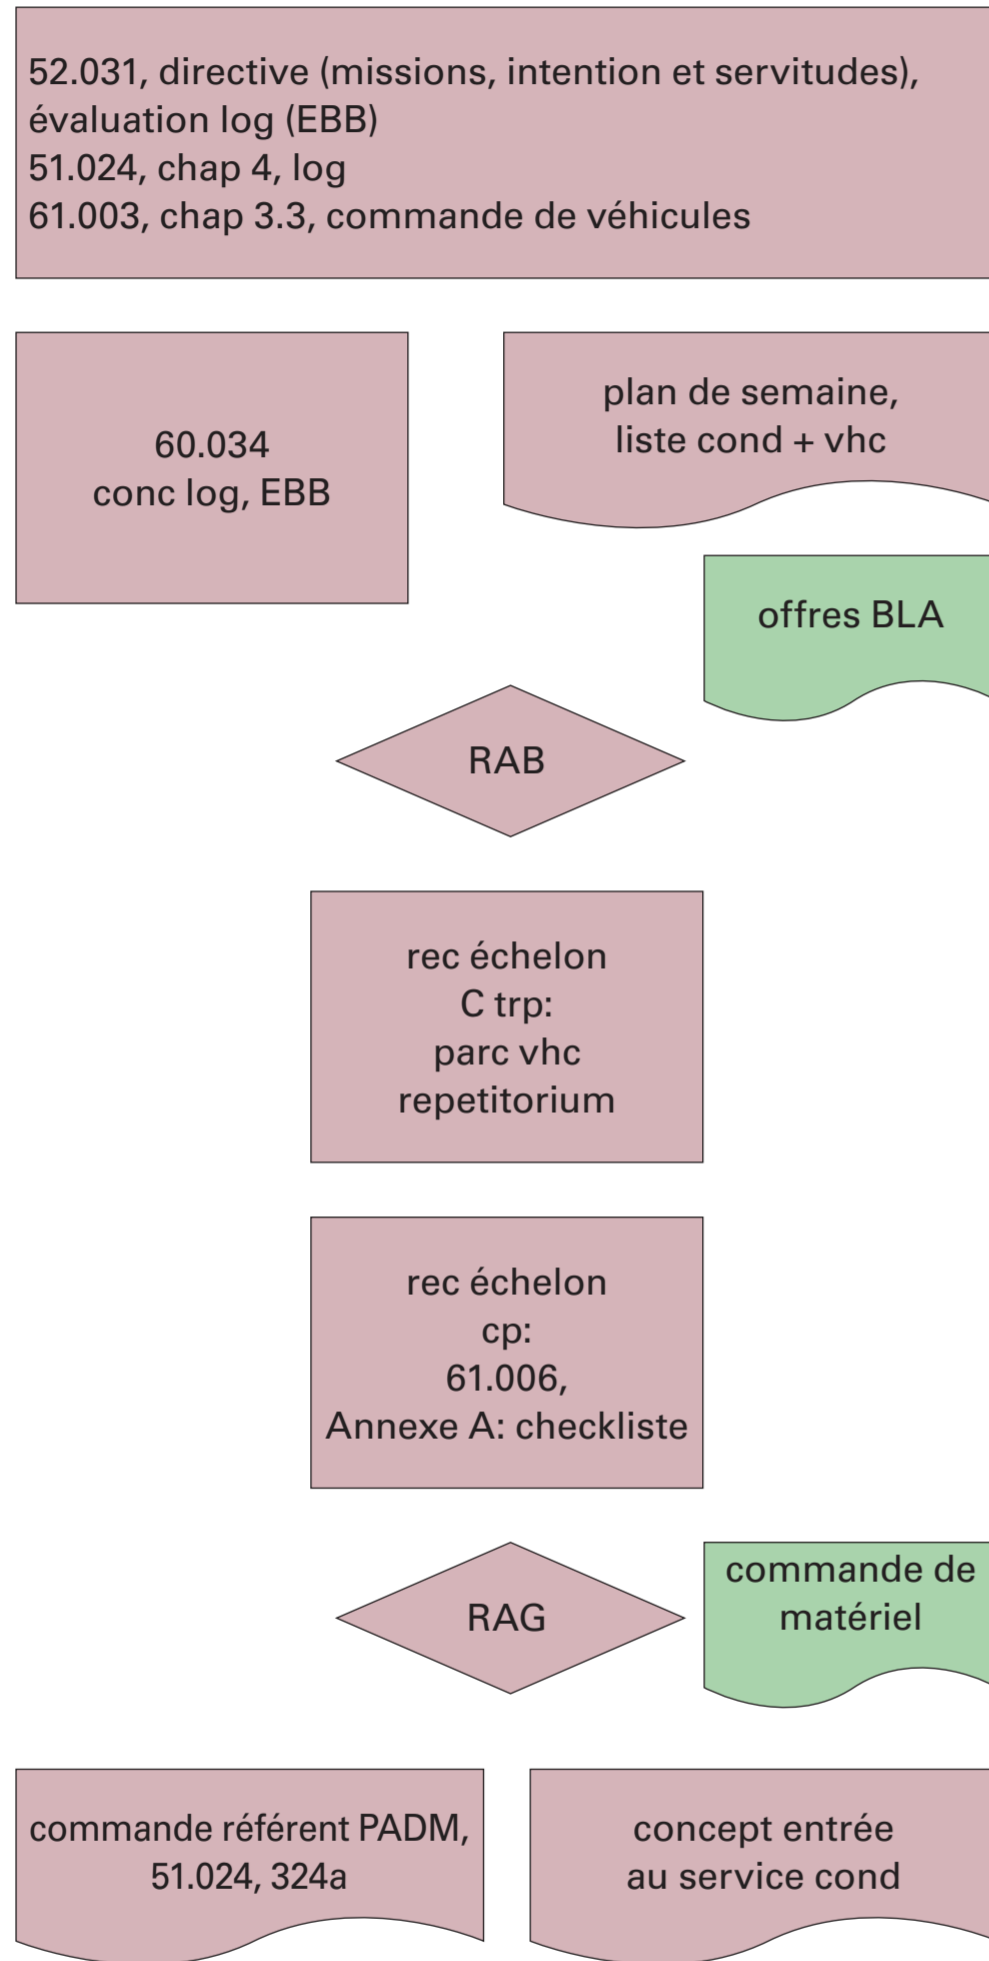 52.031, directive (missions, intention et servitudes),
évaluation log (EBB)
51.024, chap 4, log
61.003, chap 3.3, commande de véhicules
60.034
conc log, EBB
plan de semaine,
liste cond + vhc
offres BLA
RAB
rec échelon
C trp:
parc vhc
repetitorium
rec échelon
cp:
61.006,
Annexe A: checkliste
RAG
commande de
matériel
commande référent PADM,
51.024, 324a
concept entrée
au service cond